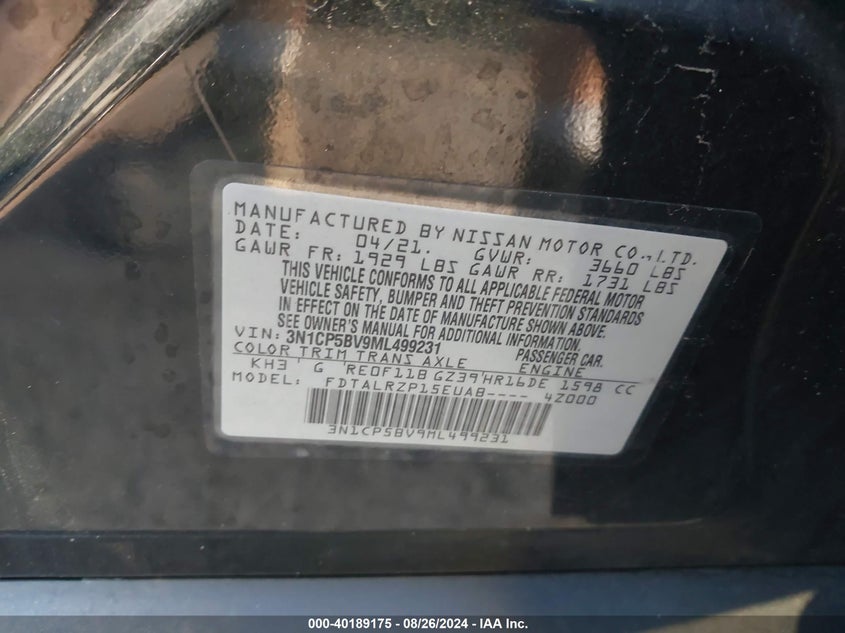 MANUFACTURED BY NISSAN MOTOR CO.,LTD.
DATE: 04/21. GVWR: 3660 LBS
GAWR FR: 1929 LBS GAWR RR: 1731 LBS
THIS VEHICLE CONFORMS TO ALL APPLICABLE FEDERAL MOTOR
VEHICLE SAFETY, BUMPER AND THEFT PREVENTION STANDARDS
IN EFFECT ON THE DATE OF MANUFACTURE SHOWN ABOVE.
SEE OWNER'S MANUAL FOR ADDITIONAL INFORMATION.
VIN: 3N1CP5BV9ML499231 PASSENGER CAR.
COLOR TRIM TRANS AXLE ENGINE
KH3 ' G 'RE0F11B GZ39'HR16DE 1598 CC
MODEL: FDTALRZP15EUAB---- 4Z000
3N1CP5BV9ML499231
000-40189175 - 08/26/2024 - IAA Inc.